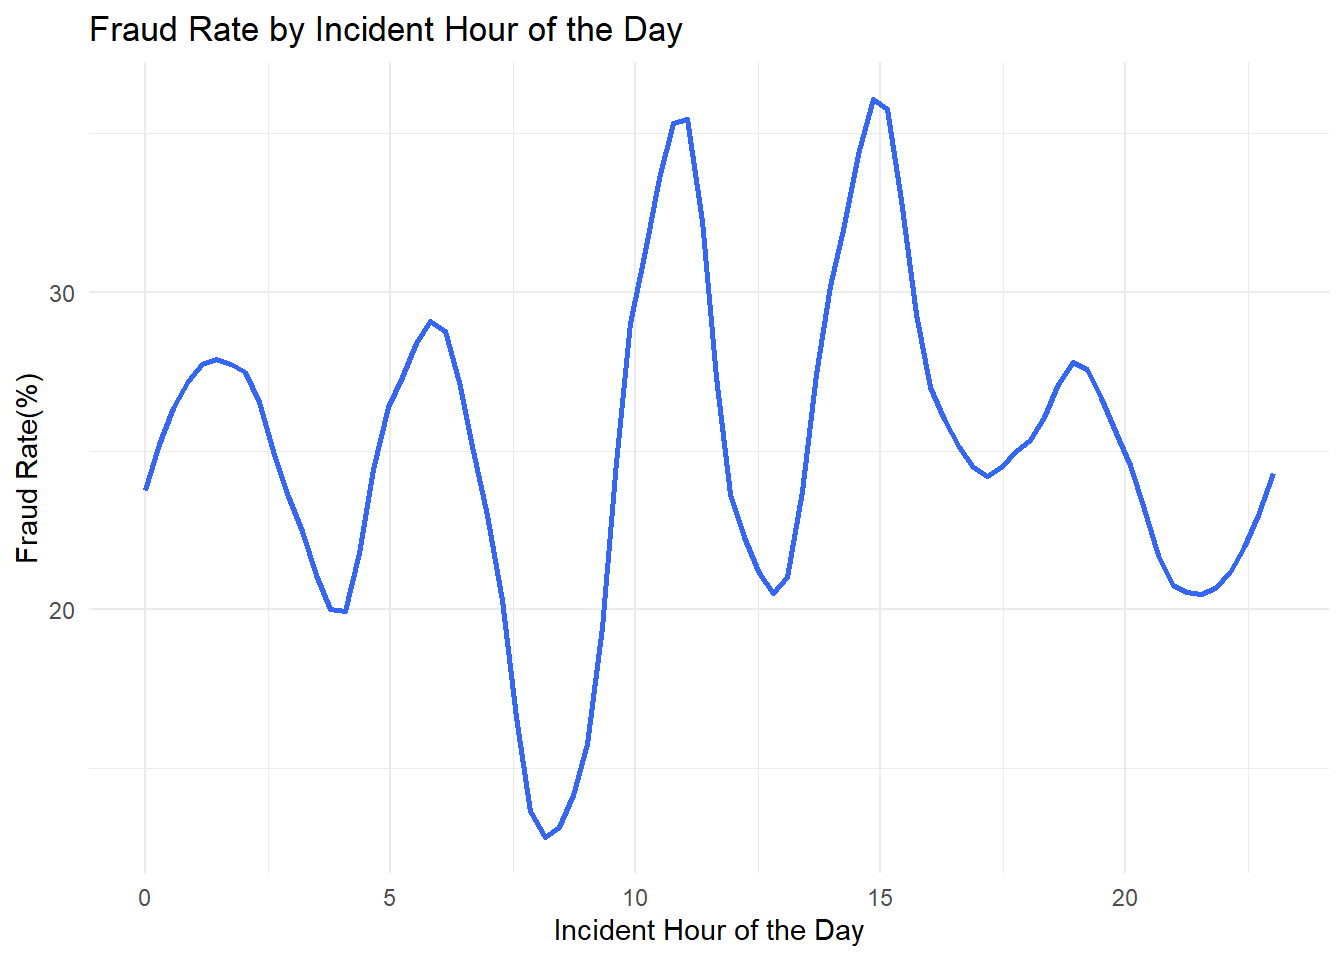 Fraud Rate by Incident Hour of the Day
Fraud Rate(%)
30
20
0 5 10 15 20
Incident Hour of the Day